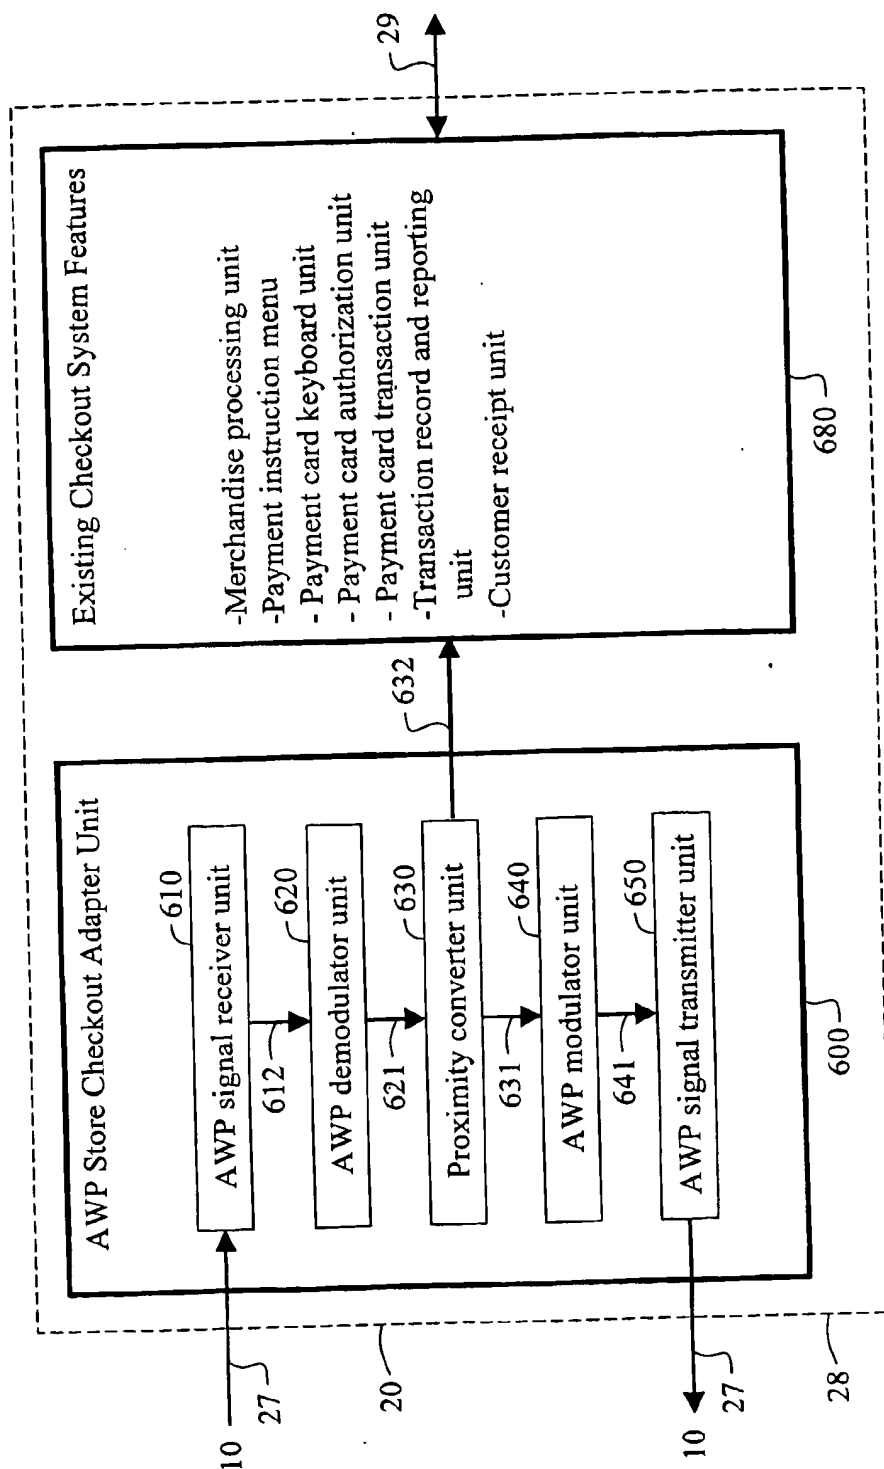 AWP Store Checkout Adapter Unit
10
27
610
AWP signal receiver unit
612
620
AWP demodulator unit
621
630
Proximity converter unit
631
632
640
AWP modulator unit
641
650
AWP signal transmitter unit
10
27
600
20
28
Existing Checkout System Features
-Merchandise processing unit
-Payment instruction menu
- Payment card keyboard unit
- Payment card authorization unit
- Payment card transaction unit
-Transaction record and reporting
unit
-Customer receipt unit
680
29